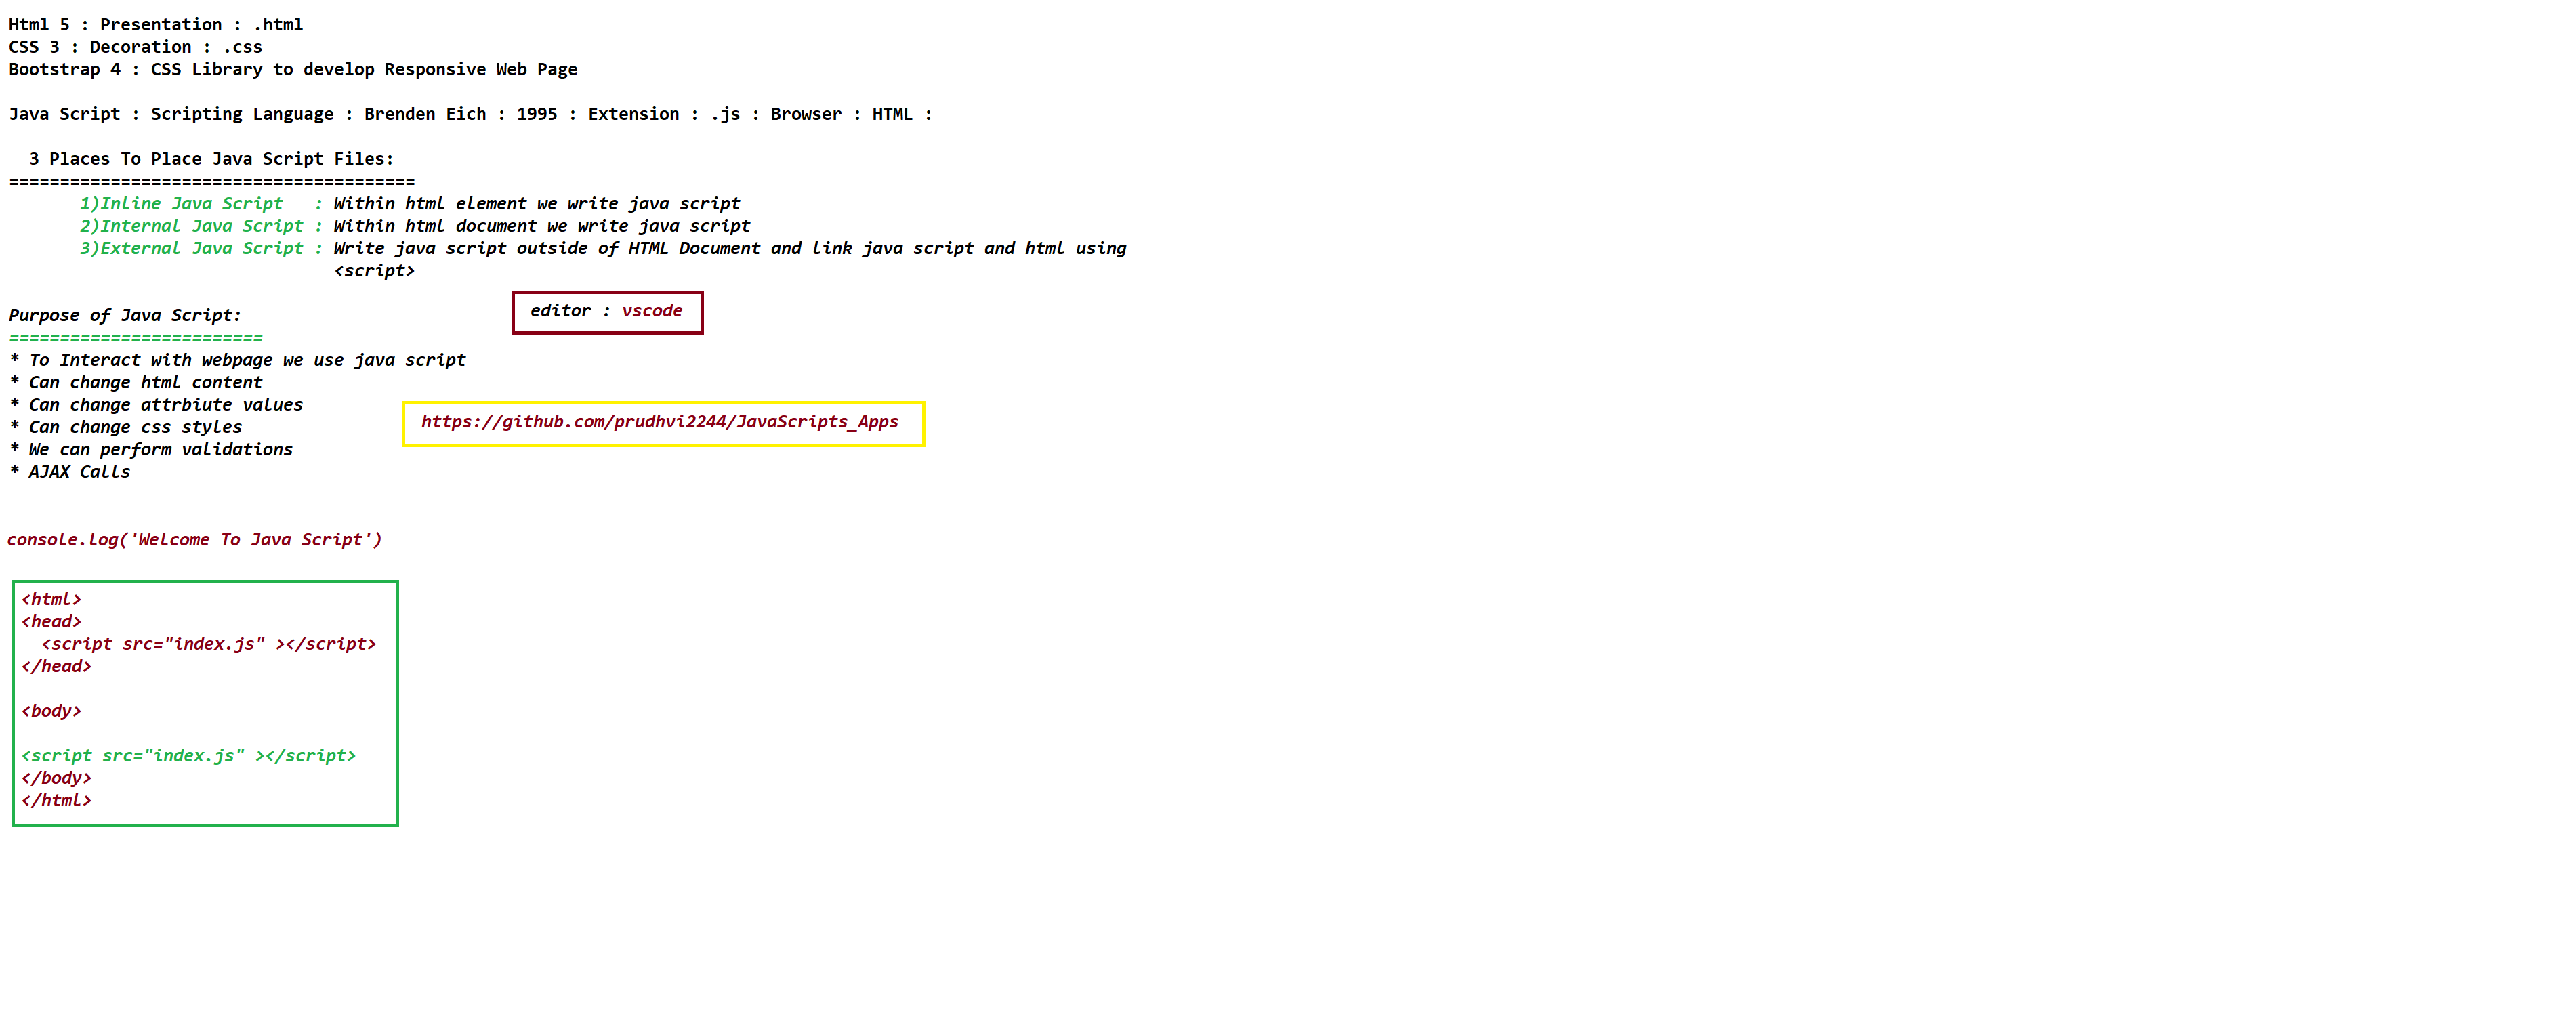 Html 5 : Presentation : .html
CSS 3 : Decoration : .css
Bootstrap 4 : CSS Library to develop Responsive Web Page
Java Script : Scripting Language : Brenden Eich : 1995 : Extension : .js : Browser : HTML :
3 Places To Place Java Script Files:
========================================
1)Inline Java Script   : Within html element we write java script
2)Internal Java Script : Within html document we write java script
3)External Java Script : Write java script outside of HTML Document and link java script and html using
<script>
editor : vscode
Purpose of Java Script:
=========================
* To Interact with webpage we use java script
* Can change html content
* Can change attrbiute values
https://github.com/prudhvi2244/JavaScripts_Apps
* Can change css styles
* We can perform validations
* AJAX Calls
console.log('Welcome To Java Script')
<html>
<head>
<script src="index.js" ></script>
</head>
<body>
<script src="index.js" ></script>
</body>
</html>